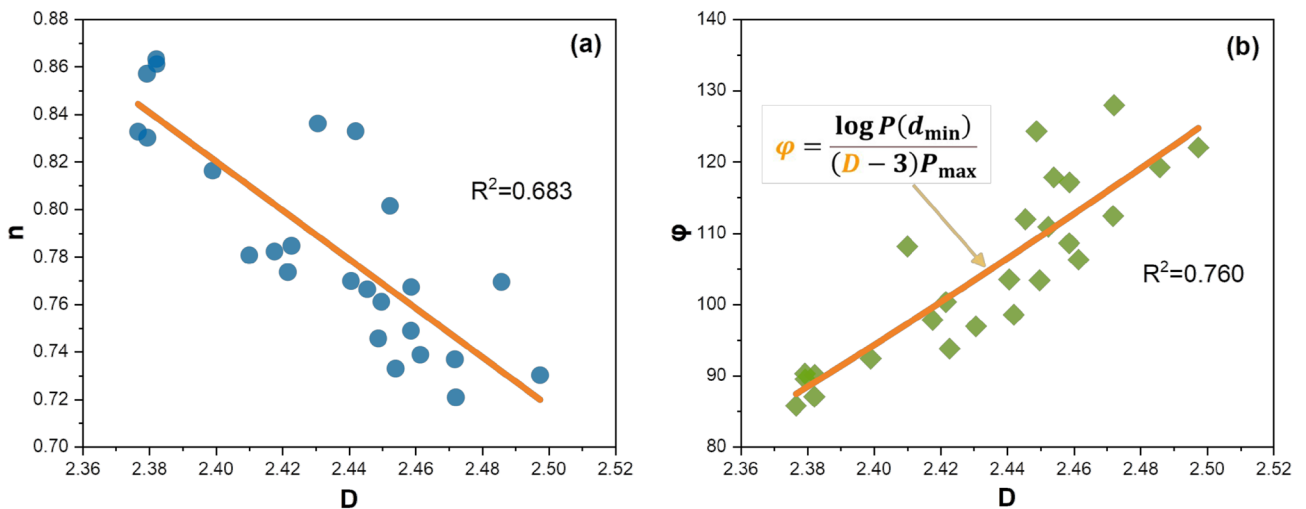 (a)
0.88
0.86
0.84
0.82
0.80
0.78
0.76
0.74
0.72
0.70
n
R²=0.683
2.36 2.38 2.40 2.42 2.44 2.46 2.48 2.50 2.52
D
(b)
140
130
120
110
100
90
80
φ
φ = log P(d_min) / (D − 3)P_max
R²=0.760
2.36 2.38 2.40 2.42 2.44 2.46 2.48 2.50 2.52
D